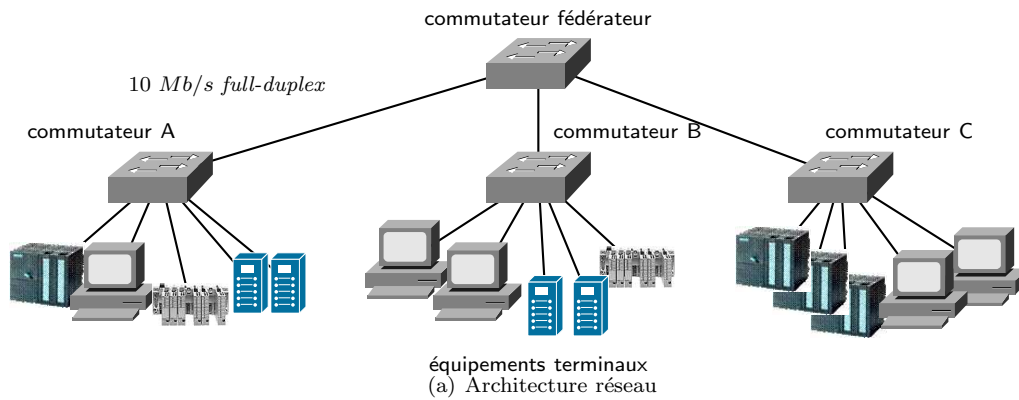 commutateur fédérateur
10 Mb/s full-duplex
commutateur A
commutateur B
commutateur C
équipements terminaux
(a) Architecture réseau